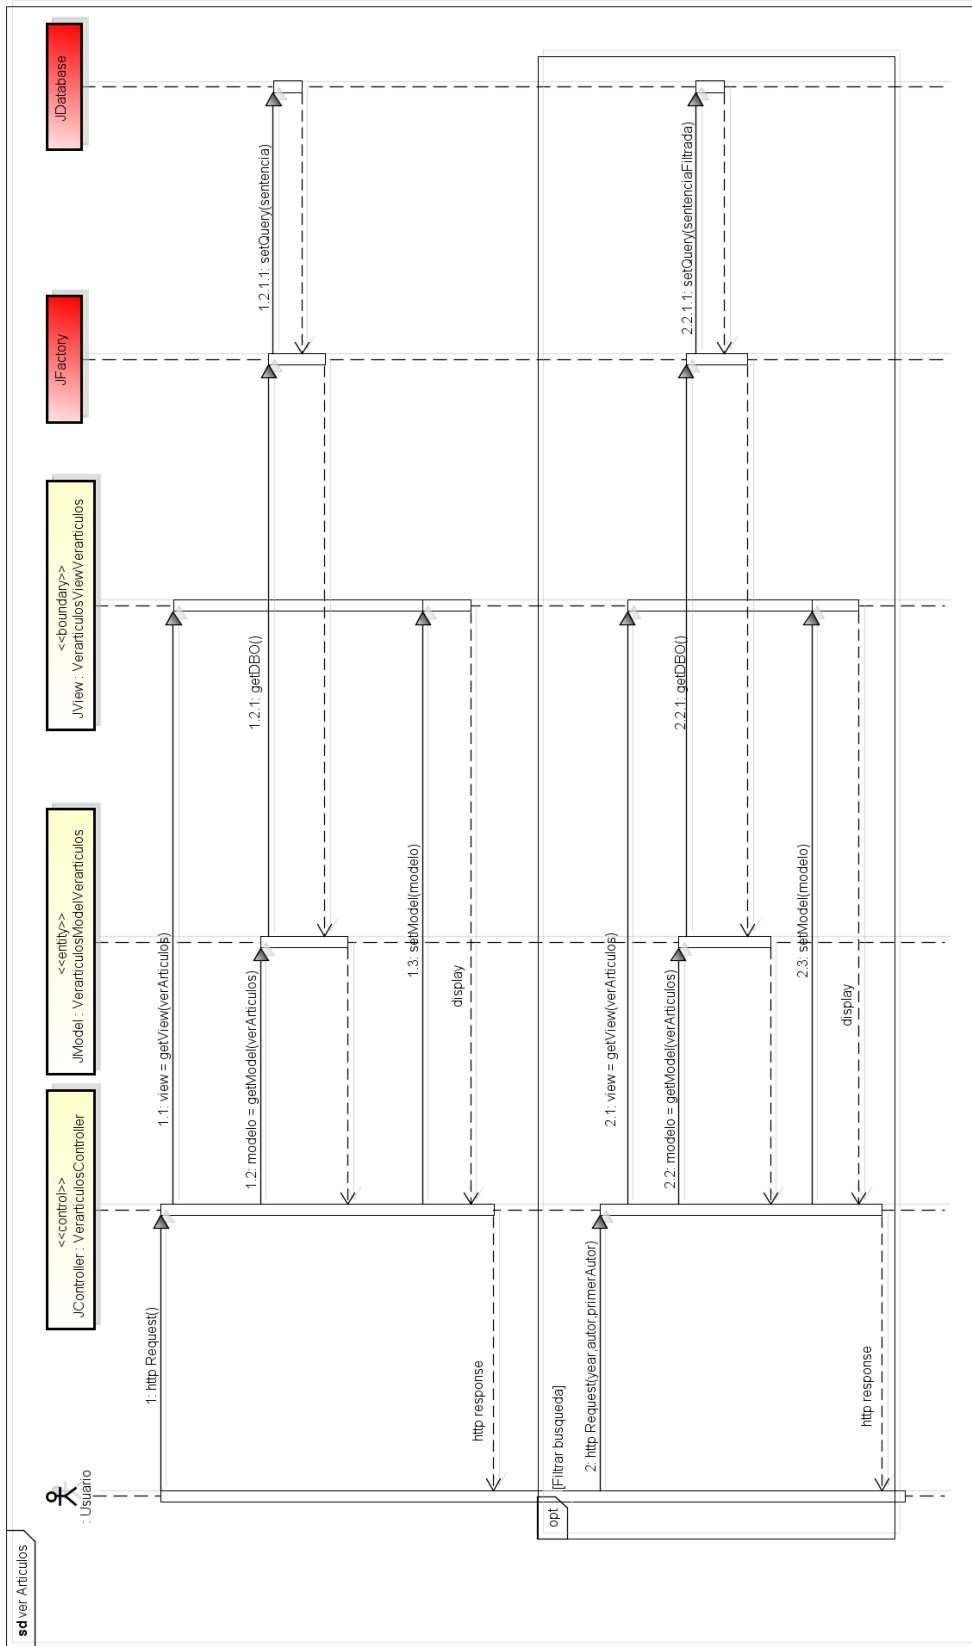 sd ver Articulos
: Usuario
<<control>>
JController : VerarticulosController
<<entity>>
JModel : VerarticulosModelVerarticulos
<<boundary>>
JView : VerarticulosViewVerarticulos
JFactory
JDatabase
1: http Request()
1.1: view = getView(verArticulos)
1.2: modelo = getModel(verArticulos)
1.2.1: getDBO()
1.2.1.1: setQuery(sentencia)
1.3: setModel(modelo)
display
http response
opt
[Filtrar busqueda]
2: http Request(year,autor,primerAutor)
2.1: view = getView(verArticulos)
2.2: modelo = getModel(verArticulos)
2.2.1: getDBO()
2.2.1.1: setQuery(sentenciaFiltrada)
2.3: setModel(modelo)
display
http response